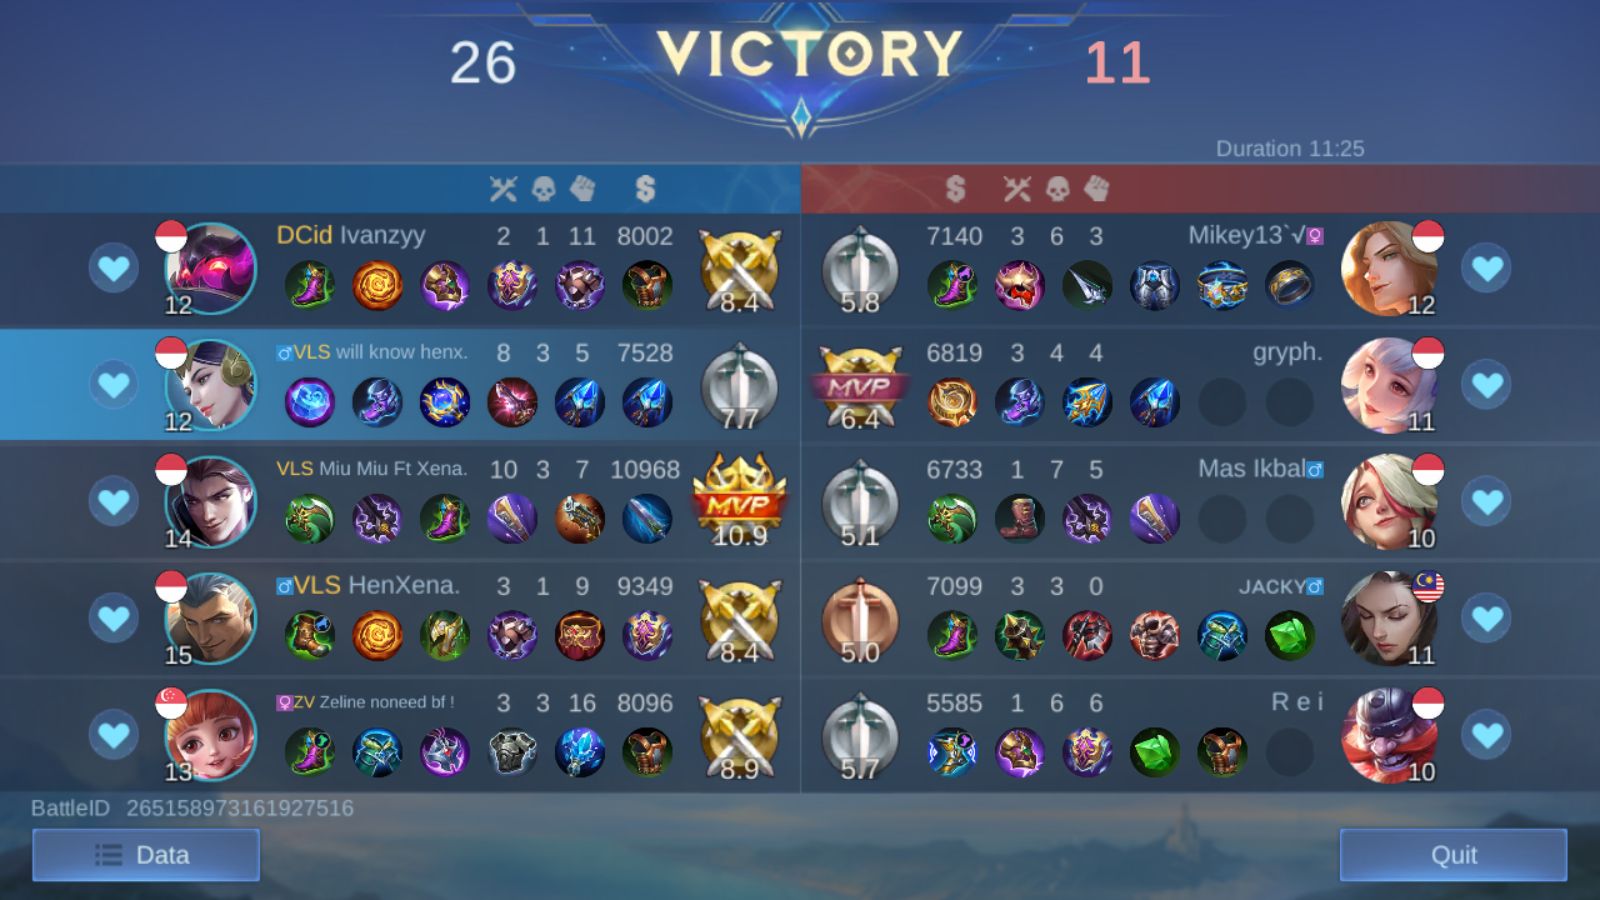 26 VICTORY 11
Duration 11:25
DCid Ivanzyy 2 1 11 8002
12 8.4
5.8 7140 3 6 3 Mikey13`√
12
VLS will know henx. 8 3 5 7528
12 7.7
MVP 6.4 6819 3 4 4 gryph.
11
VLS Miu Miu Ft Xena. 10 3 7 10968
14 MVP 10.9
5.1 6733 1 7 5 Mas Ikbal
10
VLS HenXena. 3 1 9 9349
15 8.4
5.0 7099 3 3 0 JACKY
11
ZV Zeline noneed bf ! 3 3 16 8096
13 8.9
5.7 5585 1 6 6 R e i
10
BattleID 265158973161927516
Data
Quit